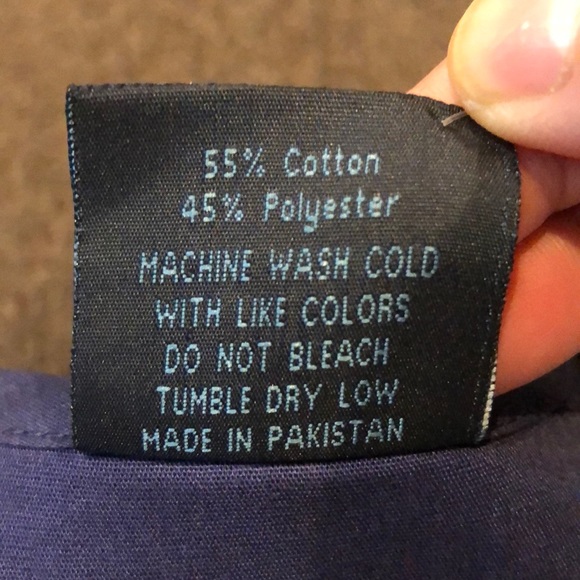 55% Cotton
45% Polyester
MACHINE WASH COLD
WITH LIKE COLORS
DO NOT BLEACH
TUMBLE DRY LOW
MADE IN PAKISTAN